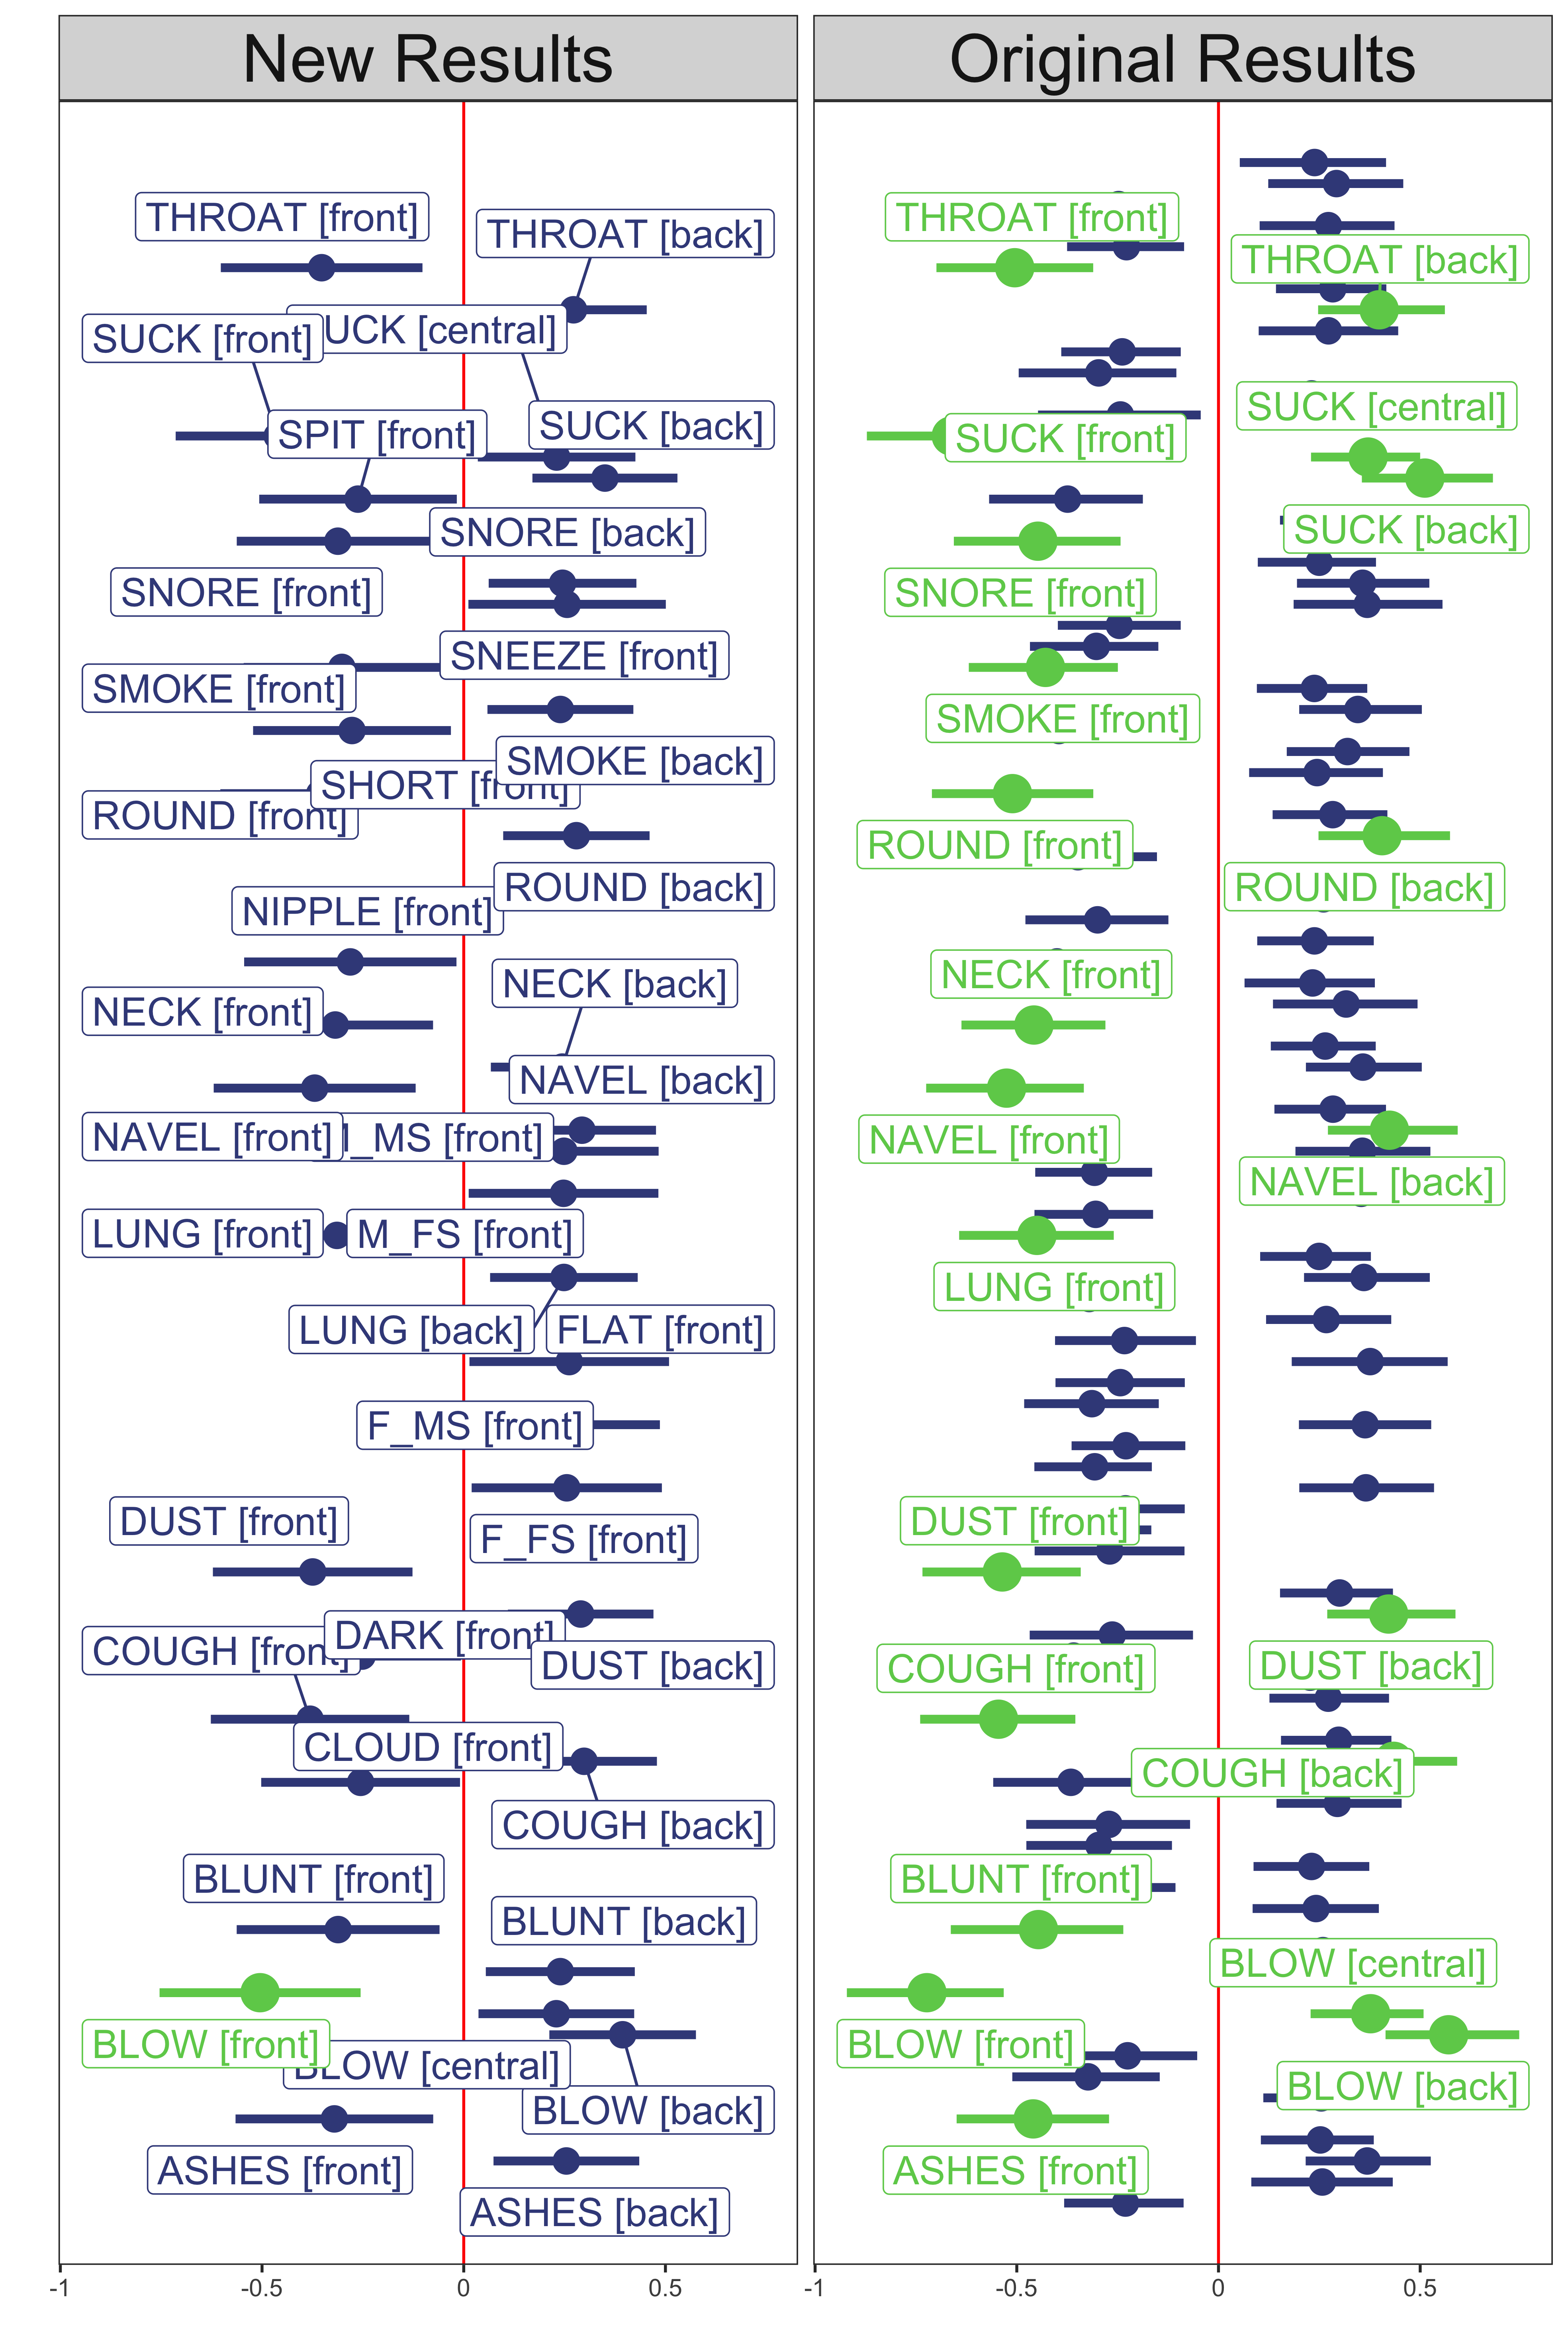 New Results
THROAT [front]
THROAT [back]
UCK [central]
SUCK [front]
SUCK [back]
SPIT [front]
SNORE [back]
SNORE [front]
SNEEZE [front]
SMOKE [front]
SMOKE [back]
SHORT [front]
ROUND [front]
ROUND [back]
NIPPLE [front]
NECK [back]
NECK [front]
NAVEL [back]
NAVEL [front]
_MS [front]
LUNG [front]
M_FS [front]
LUNG [back]
FLAT [front]
F_MS [front]
DUST [front]
F_FS [front]
DARK [front]
COUGH [front]
DUST [back]
CLOUD [front]
COUGH [back]
BLUNT [front]
BLUNT [back]
BLOW [front]
BLOW [central]
BLOW [back]
ASHES [front]
ASHES [back]
-1
-0.5
0
0.5
Original Results
THROAT [front]
THROAT [back]
SUCK [central]
SUCK [front]
SUCK [back]
SNORE [front]
SMOKE [front]
ROUND [front]
ROUND [back]
NECK [front]
NAVEL [front]
NAVEL [back]
LUNG [front]
DUST [front]
DUST [back]
COUGH [front]
COUGH [back]
BLUNT [front]
BLOW [central]
BLOW [front]
BLOW [back]
ASHES [front]
-1
-0.5
0
0.5